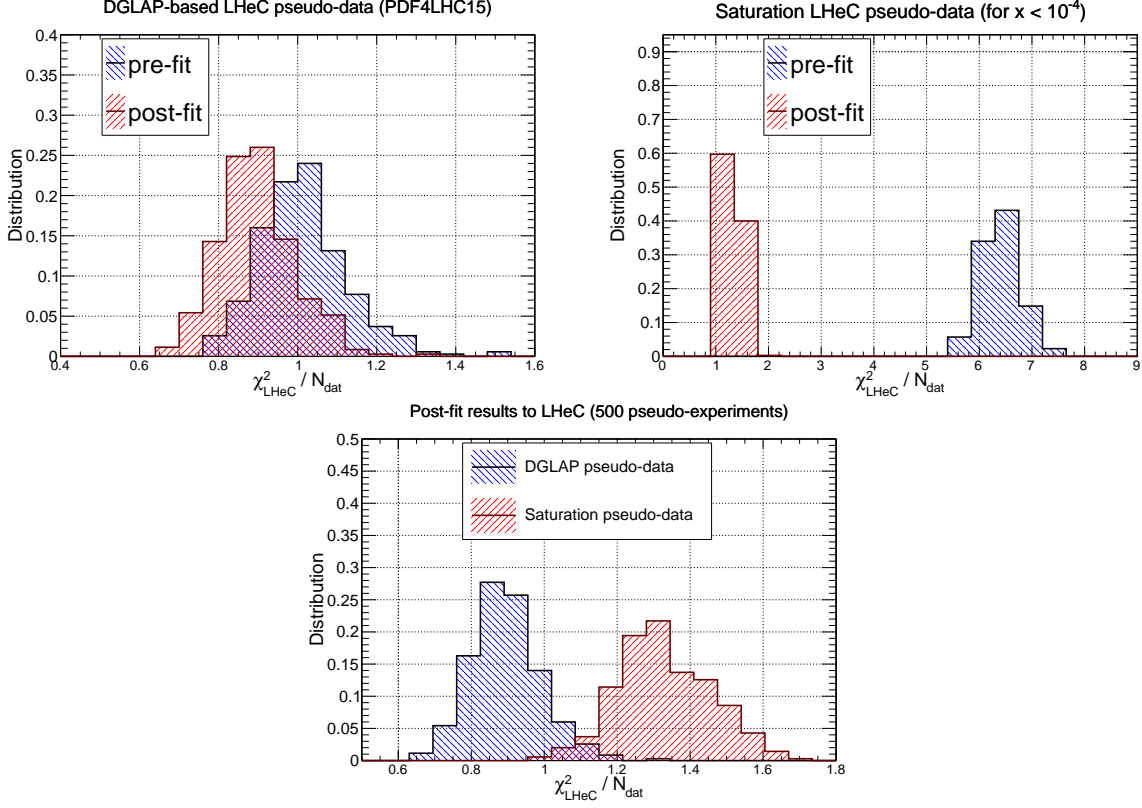 DGLAP-based LHeC pseudo-data (PDF4LHC15)
Distribution
0.4
0.35
0.3
0.25
0.2
0.15
0.1
0.05
0
pre-fit
post-fit
0.4 0.6 0.8 1 1.2 1.4 1.6
χ²_LHeC / N_dat
Saturation LHeC pseudo-data (for x < 10⁻⁴)
Distribution
0.9
0.8
0.7
0.6
0.5
0.4
0.3
0.2
0.1
0
pre-fit
post-fit
0 1 2 3 4 5 6 7 8 9
χ²_LHeC / N_dat
Post-fit results to LHeC (500 pseudo-experiments)
Distribution
0.5
0.45
0.4
0.35
0.3
0.25
0.2
0.15
0.1
0.05
0
DGLAP pseudo-data
Saturation pseudo-data
0.6 0.8 1 1.2 1.4 1.6 1.8
χ²_LHeC / N_dat